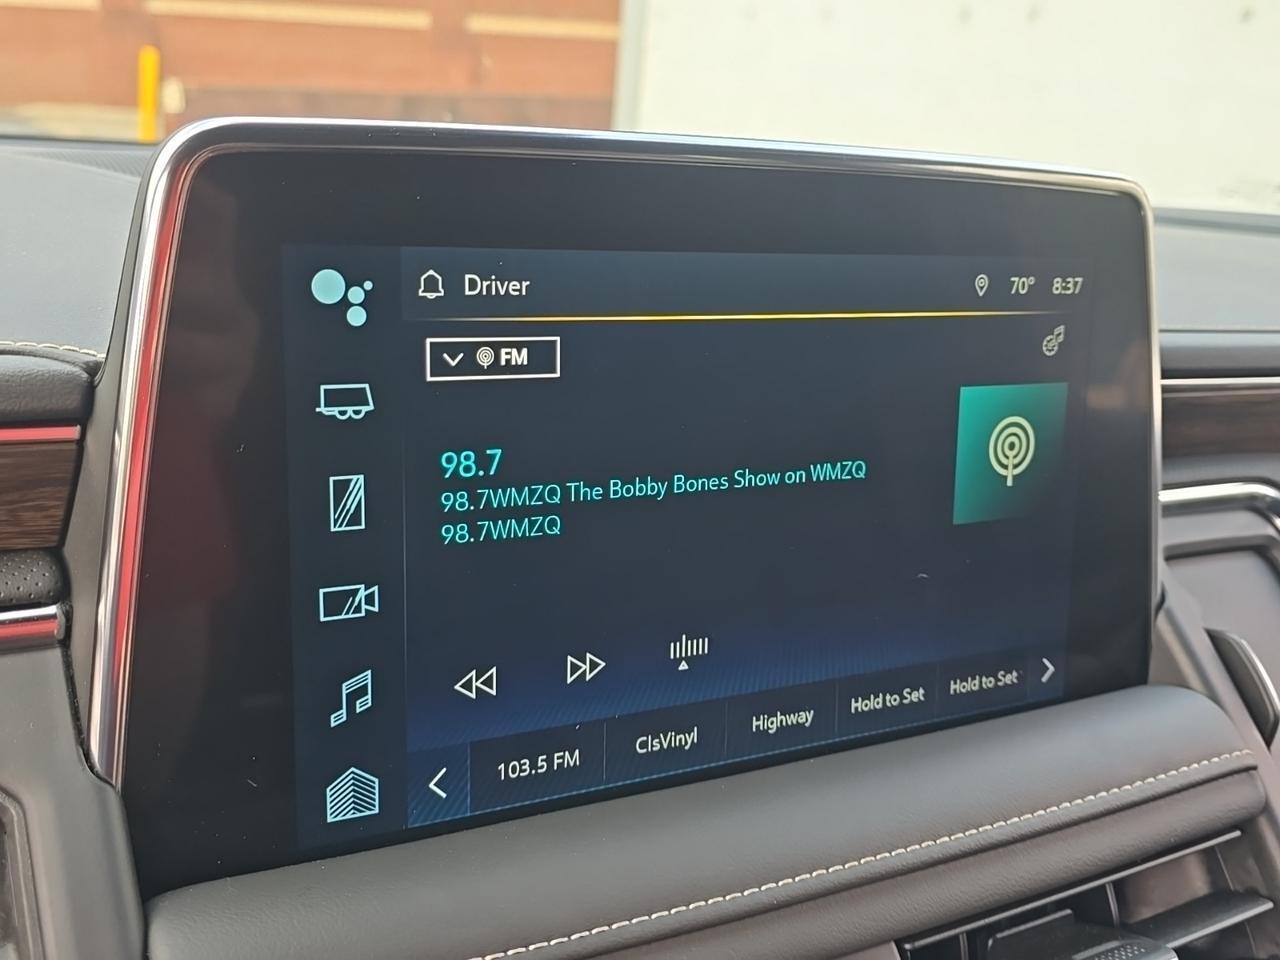 Driver
70° 8:37
FM
98.7
98.7WMZQ The Bobby Bones Show on WMZQ
98.7WMZQ
103.5 FM
ClsVinyl
Highway
Hold to Set
Hold to Set